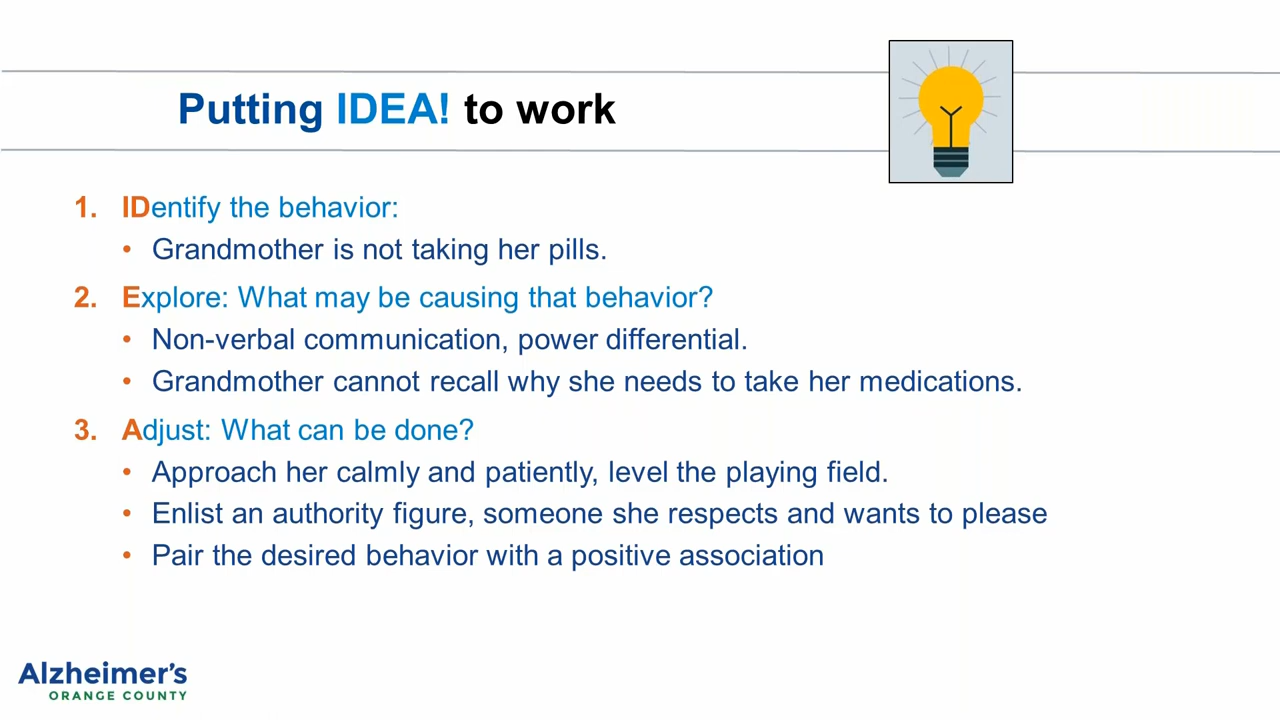 Putting IDEA! to work
1. IDentify the behavior:
• Grandmother is not taking her pills.
2. Explore: What may be causing that behavior?
• Non-verbal communication, power differential.
• Grandmother cannot recall why she needs to take her medications.
3. Adjust: What can be done?
• Approach her calmly and patiently, level the playing field.
• Enlist an authority figure, someone she respects and wants to please
• Pair the desired behavior with a positive association
Alzheimer's
ORANGE COUNTY